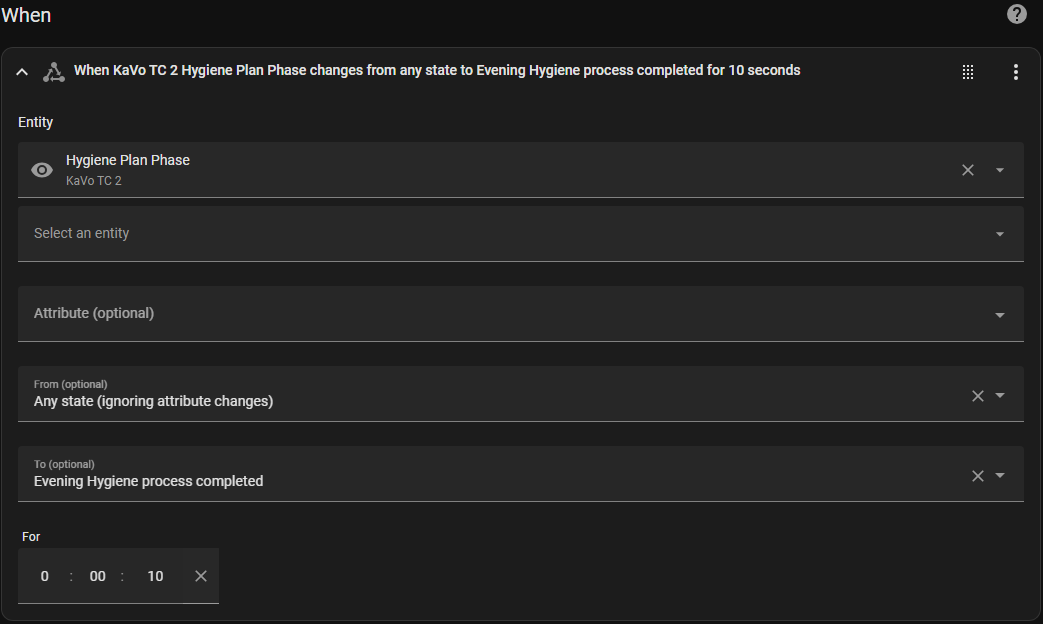 When
When KaVo TC 2 Hygiene Plan Phase changes from any state to Evening Hygiene process completed for 10 seconds
Entity
Hygiene Plan Phase
KaVo TC 2
Select an entity
Attribute (optional)
From (optional)
Any state (ignoring attribute changes)
To (optional)
Evening Hygiene process completed
For
0 : 00 : 10